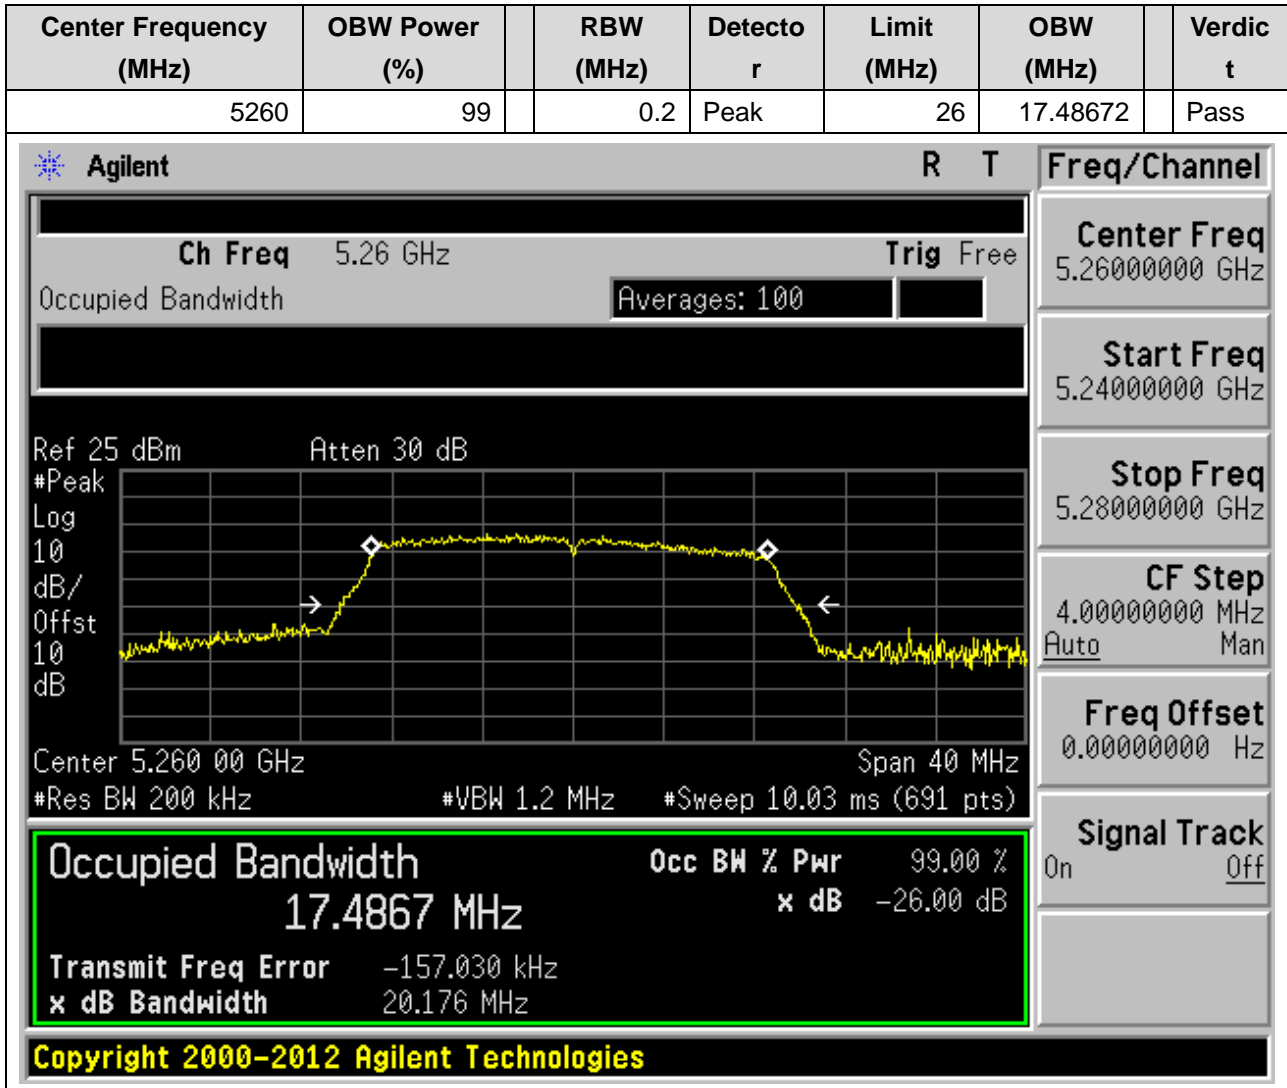 Center Frequency (MHz) OBW Power (%) RBW (MHz) Detecto r Limit (MHz) OBW (MHz) Verdic t
5260 99 0.2 Peak 26 17.48672 Pass
Agilent R T
Freq/Channel
Ch Freq 5.26 GHz Trig Free
Occupied Bandwidth Averages: 100
Center Freq
5.26000000 GHz
Start Freq
5.24000000 GHz
Stop Freq
5.28000000 GHz
CF Step
4.00000000 MHz
Auto Man
Freq Offset
0.00000000 Hz
Signal Track
On Off
Ref 25 dBm Atten 30 dB
#Peak
Log
10
dB/
Offst
10
dB
Center 5.260 00 GHz Span 40 MHz
#Res BW 200 kHz #VBW 1.2 MHz #Sweep 10.03 ms (691 pts)
Occupied Bandwidth Occ BW % Pwr 99.00 %
17.4867 MHz x dB -26.00 dB
Transmit Freq Error -157.030 kHz
x dB Bandwidth 20.176 MHz
Copyright 2000-2012 Agilent Technologies